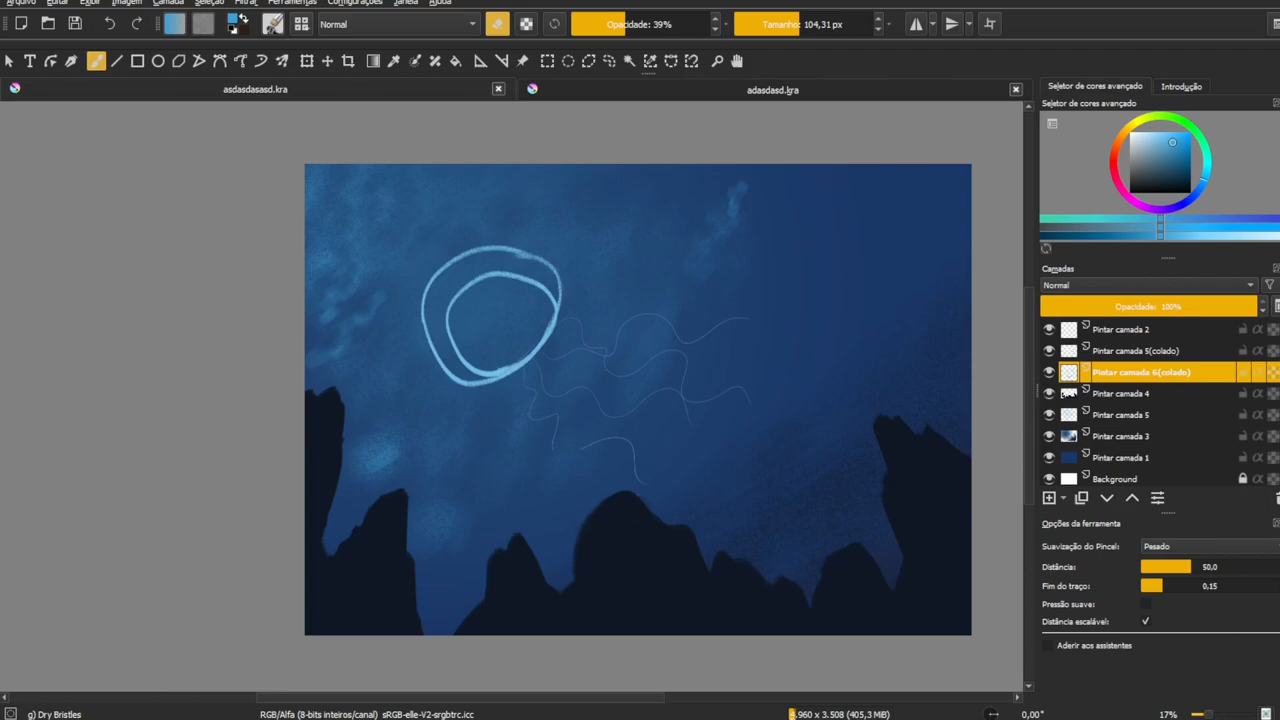 Arquivo Editar Exibir Imagem Camada Seleção Filtro Ferramentas Configurações Janela Ajuda
Normal Opacidade: 39% Tamanho: 104,31 px
asdasdasasd.kra adasdasd.kra
Seletor de cores avançado Introdução
Seletor de cores avançado
Camadas
Normal
Opacidade: 100%
Pintar camada 2
Pintar camada 5(colado)
Pintar camada 6(colado)
Pintar camada 4
Pintar camada 5
Pintar camada 3
Pintar camada 1
Background
Opções da ferramenta
Suavização do Pincel: Pesado
Distância: 50,0
Fim do traço: 0,15
Pressão suave:
Distância escalável:
Aderir aos assistentes
g) Dry Bristles RGB/Alfa (8-bits inteiros/canal) sRGB-elle-V2-srgbtrc.icc 4.960 x 3.508 (405,3 MiB) 0,00° 17%